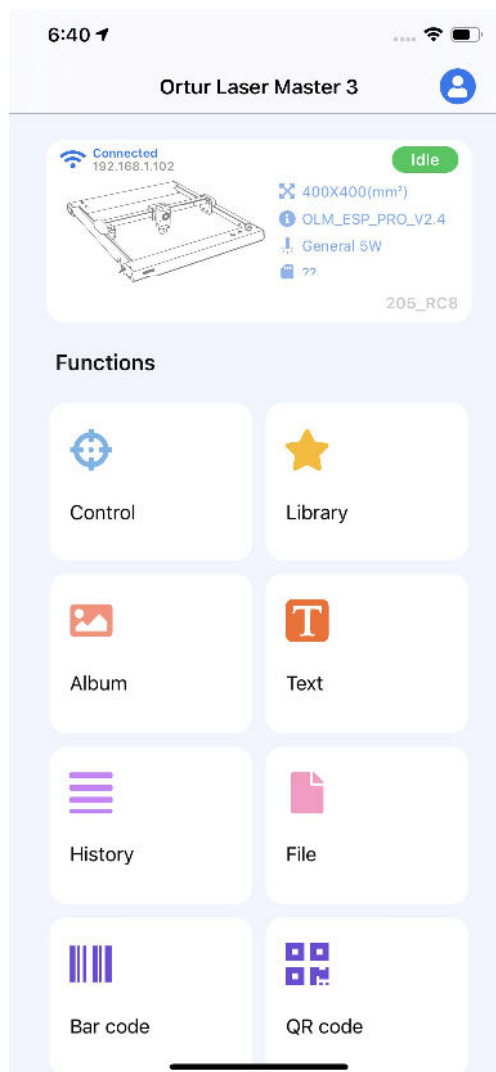 6:40
Ortur Laser Master 3
Connected
192.168.1.102
Idle
400X400(mm²)
OLM_ESP_PRO_V2.4
General 5W
??
205_RC8
Functions
Control
Library
Album
T
Text
History
File
Bar code
QR code